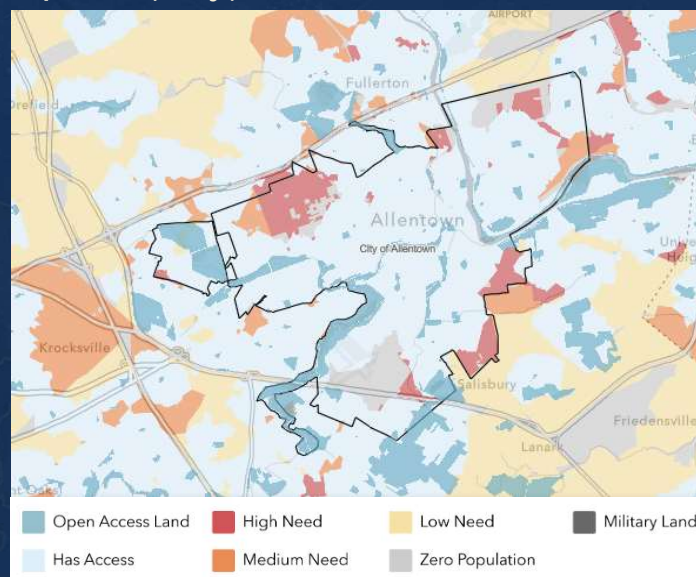 AIRPORT
Fullerton
Allentown
City of Allentown
Krocksville
Salisbury
Friedensville
Lanark
Open Access Land
High Need
Low Need
Military Land
Has Access
Medium Need
Zero Population